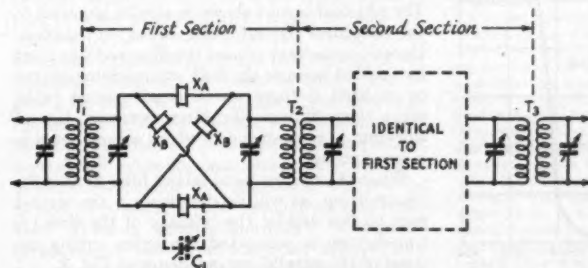 First Section
Second Section
T1
XA
T2
T3
XB
XB
IDENTICAL
TO
FIRST SECTION
XA
C1